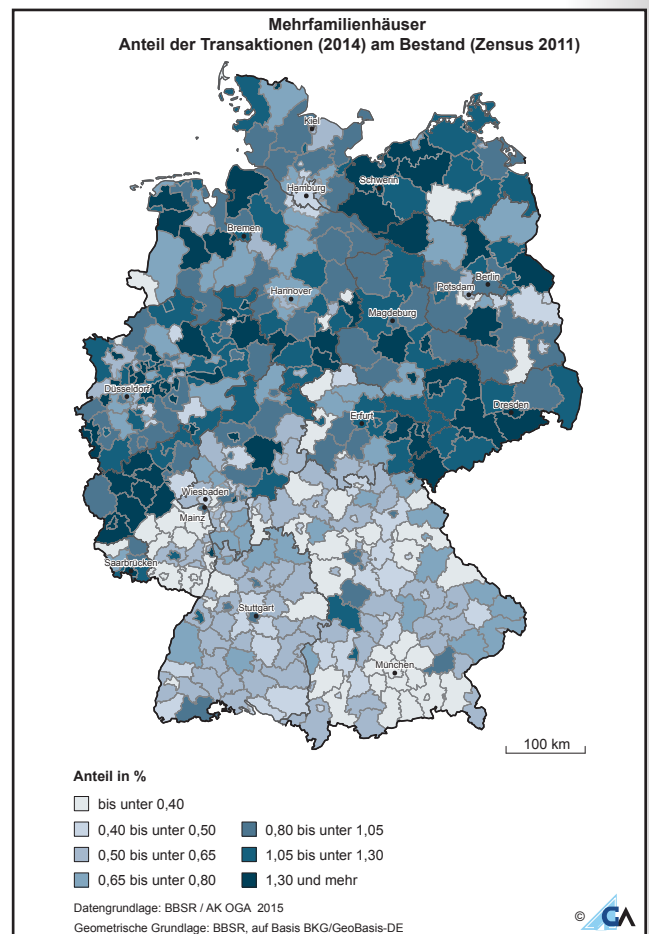 Mehrfamilienhäuser
Anteil der Transaktionen (2014) am Bestand (Zensus 2011)
Kiel
Hamburg
Schwerin
Bremen
Hannover
Berlin
Potsdam
Magdeburg
Düsseldorf
Erfurt
Dresden
Wiesbaden
Mainz
Saarbrücken
Stuttgart
München
100 km
Anteil in %
bis unter 0,40
0,40 bis unter 0,50
0,50 bis unter 0,65
0,65 bis unter 0,80
0,80 bis unter 1,05
1,05 bis unter 1,30
1,30 und mehr
Datengrundlage: BBSR / AK OGA 2015
Geometrische Grundlage: BBSR, auf Basis BKG/GeoBasis-DE
© GA